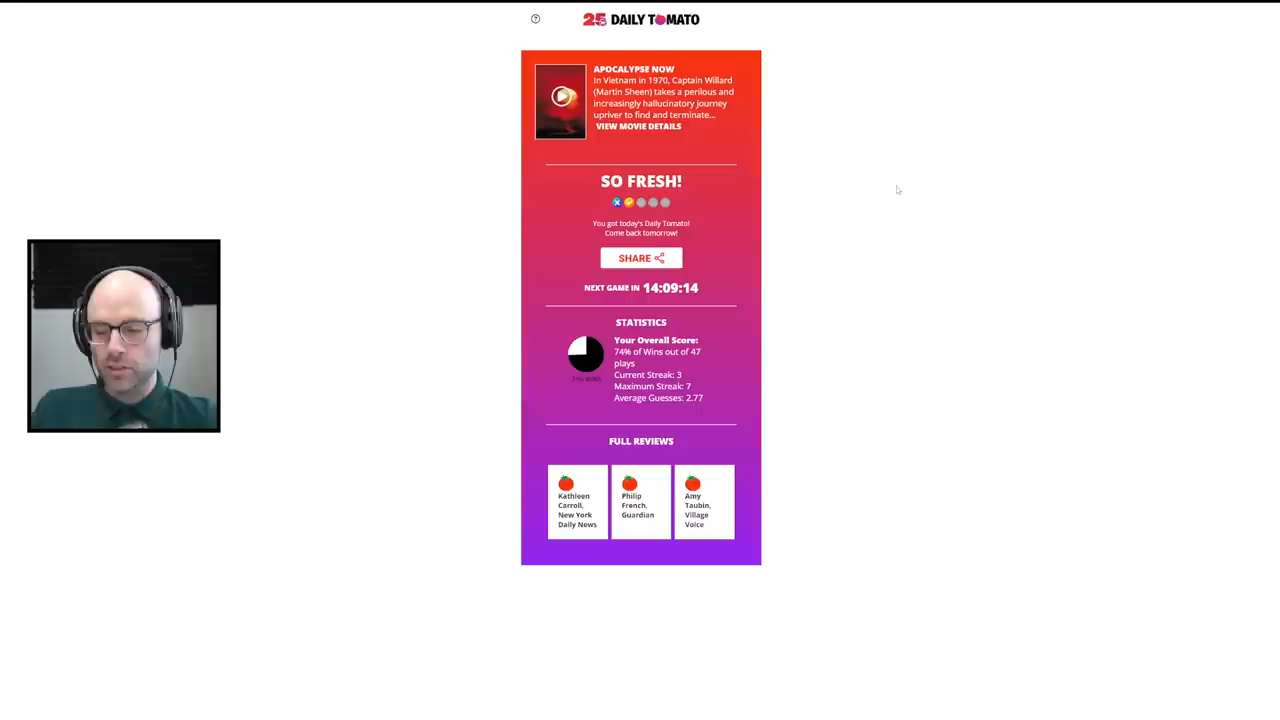 25 DAILY TOMATO
APOCALYPSE NOW
In Vietnam in 1970, Captain Willard
(Martin Sheen) takes a perilous and
increasingly hallucinatory journey
upriver to find and terminate...
VIEW MOVIE DETAILS
SO FRESH!
You got today's Daily Tomato!
Come back tomorrow!
SHARE
NEXT GAME IN 14:09:14
STATISTICS
Your Overall Score:
74% of Wins out of 47
plays
Current Streak: 3
Maximum Streak: 7
Average Guesses: 2.77
WINS
FULL REVIEWS
Kathleen
Carroll,
New York
Daily News
Philip
French,
Guardian
Amy
Taubin,
Village
Voice